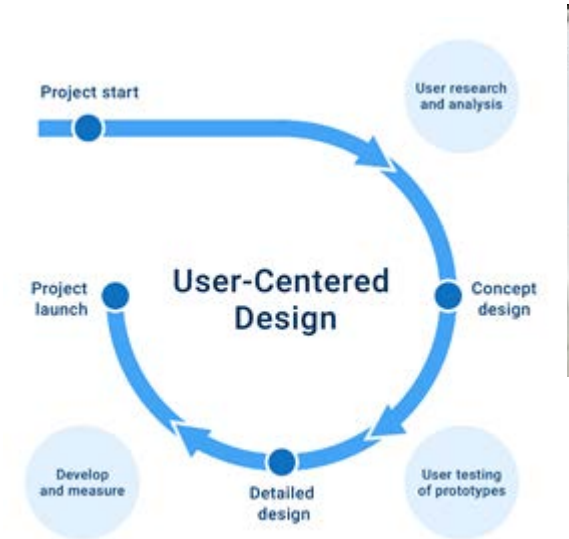 Project start
User research
and analysis
User-Centered
Design
Project
launch
Concept
design
Develop
and measure
Detailed
design
User testing
of prototypes